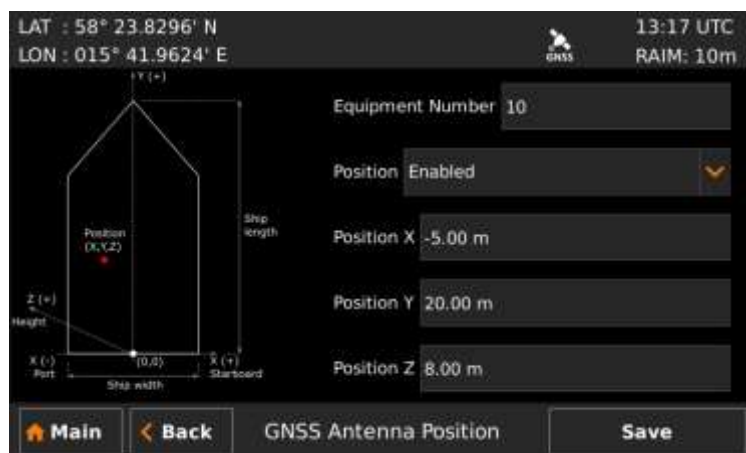 LAT : 58° 23.8296' N
LON : 015° 41.9624' E
GNSS
13:17 UTC
RAIM: 10m
Y (+)
Ship
length
Position
(X,Y,Z)
Z (+)
Height
X (-)
Port
(0,0)
X (+)
Starboard
Ship width
Equipment Number 10
Position Enabled
Position X -5.00 m
Position Y 20.00 m
Position Z 8.00 m
Main
Back
GNSS Antenna Position
Save